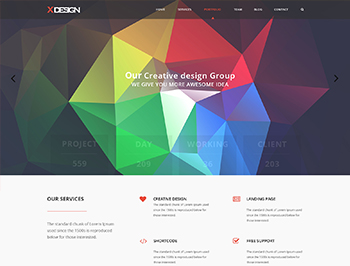 XDESIGN
HOME SERVICES PORTFOLIO TEAM BLOG CONTACT
Our Creative design Group
WE GIVE YOU MORE AWESOME IDEA
PROJECT DAY WORKING CLIENT
559 209 206 203
OUR SERVICES
The standard chunk of Lorem Ipsum
used since the 1500s is reproduced
below for those interested.
CREATIVE DESIGN
The standard chunk of Lorem Ipsum used
since the 1500s is reproduced below for
those interested.
LANDING PAGE
The standard chunk of Lorem Ipsum used
since the 1500s is reproduced below for
those interested.
SHORTCODE
The standard chunk of Lorem Ipsum used
since the 1500s is reproduced below for
FREE SUPPORT
The standard chunk of Lorem Ipsum used
since the 1500s is reproduced below for